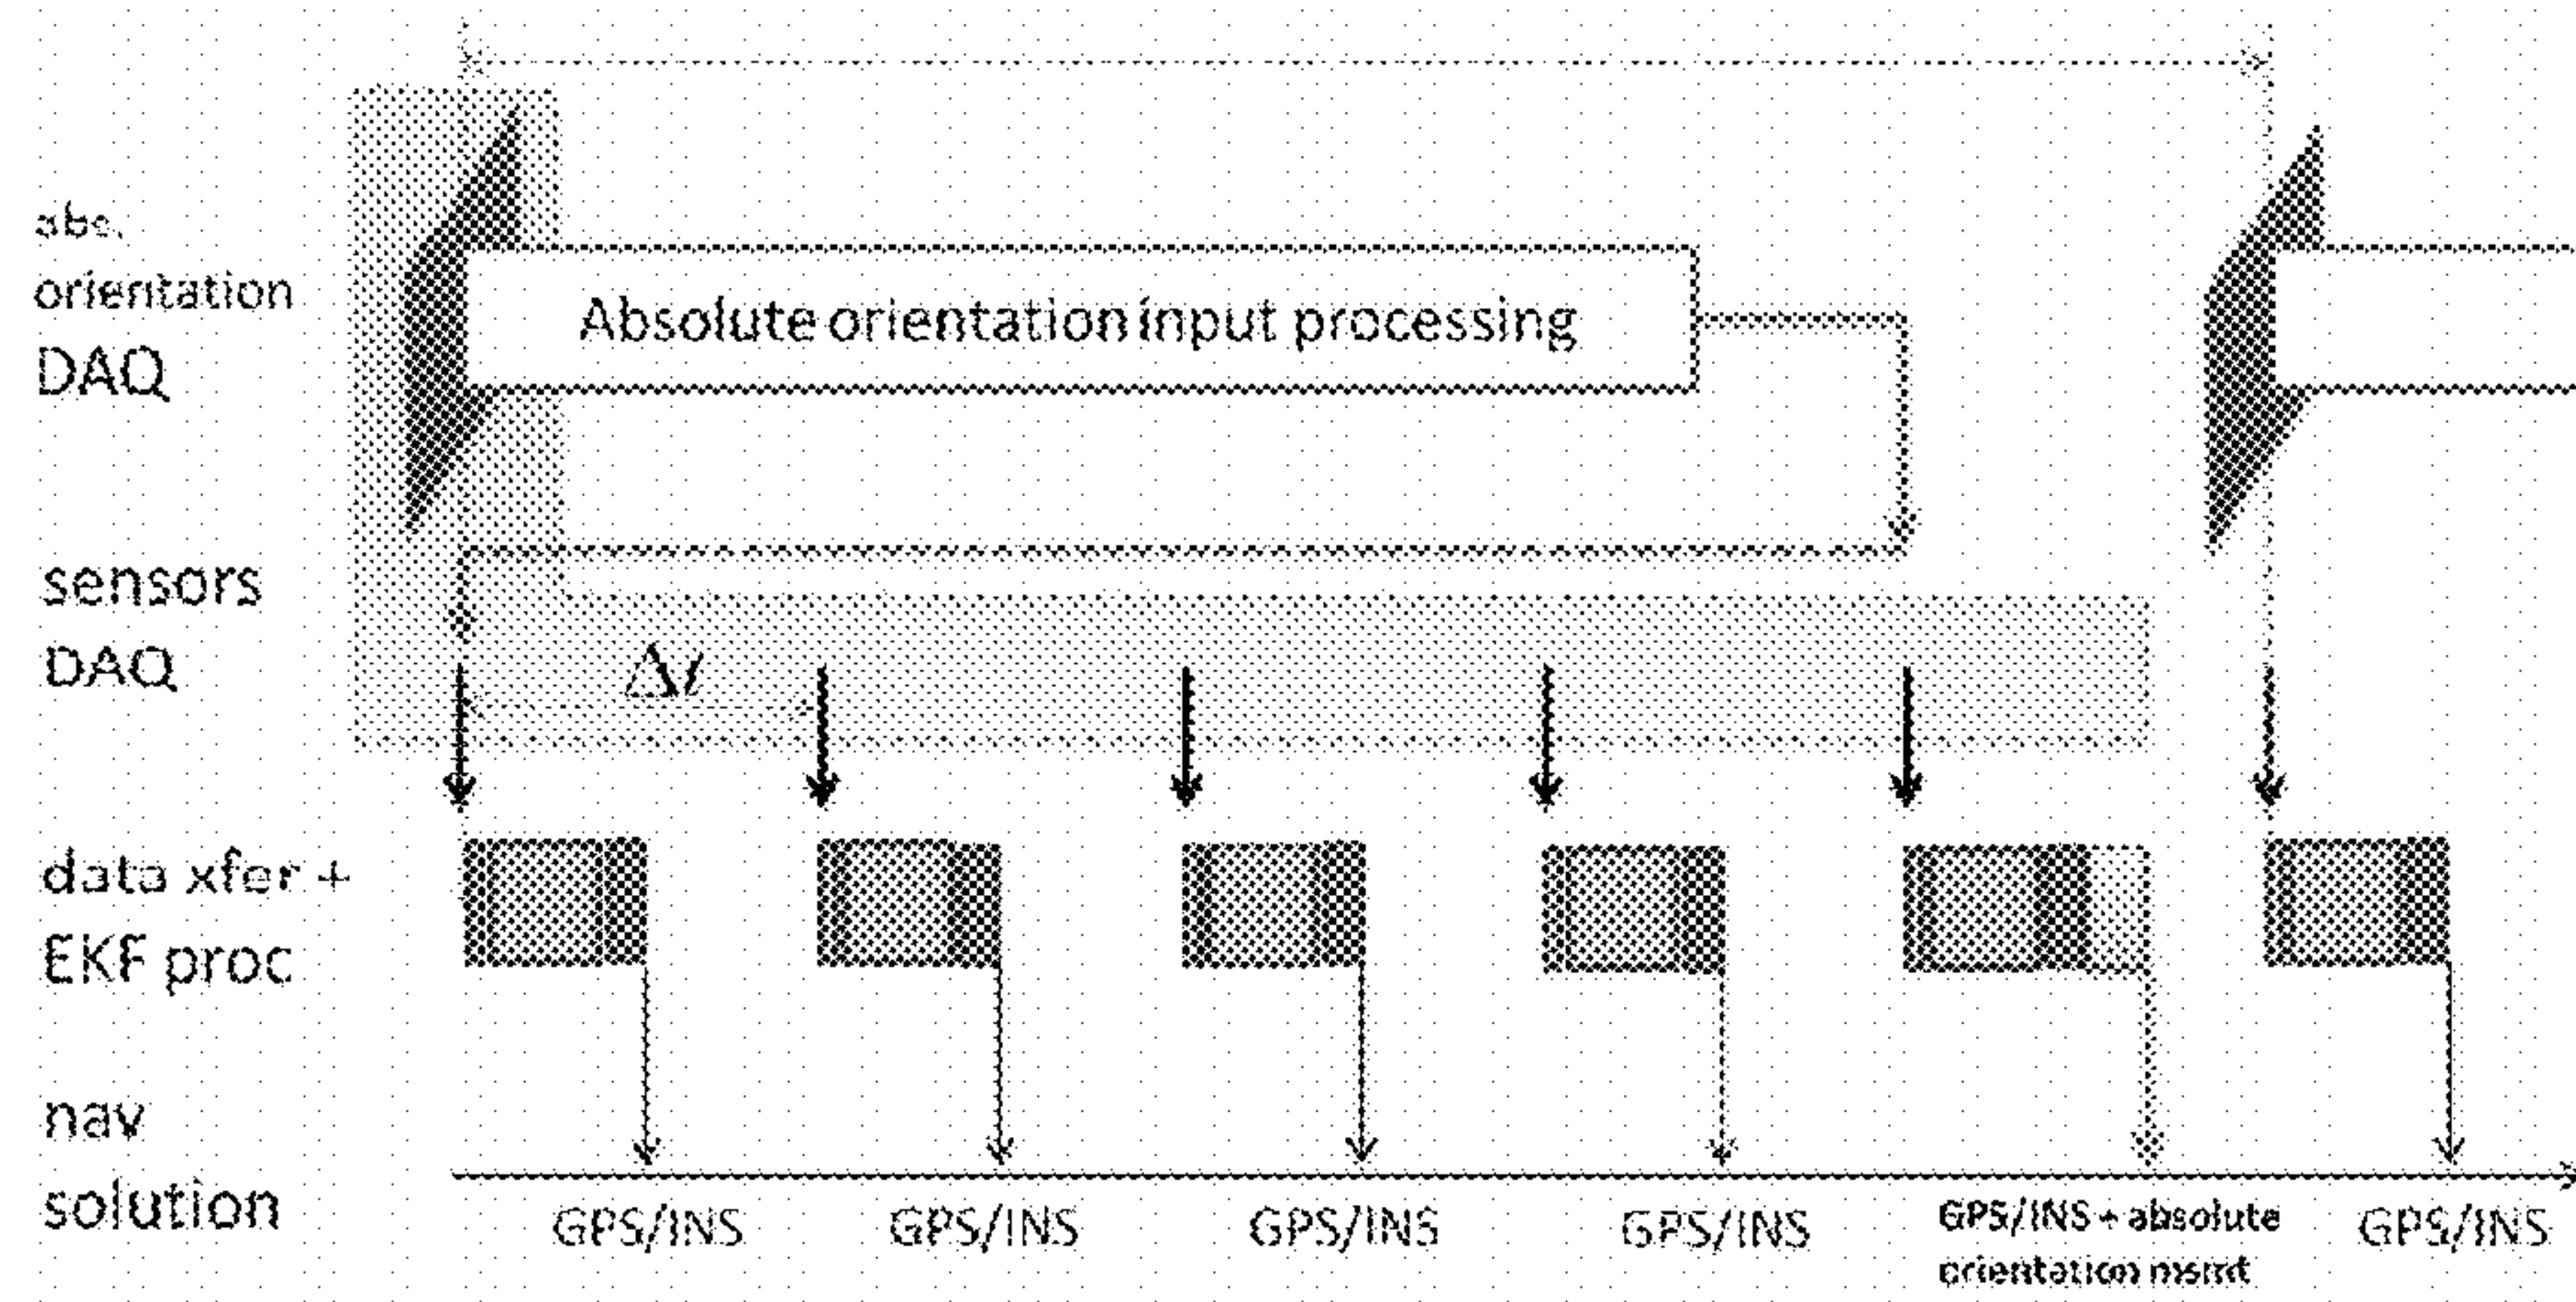 abs.
orientation
DAQ
Absolute orientation input processing
sensors
DAQ
Δt
data xfer +
EKF proc
nav
solution
GPS/INS
GPS/INS
GPS/INS
GPS/INS
GPS/INS + absolute
orientation msmt
GPS/INS